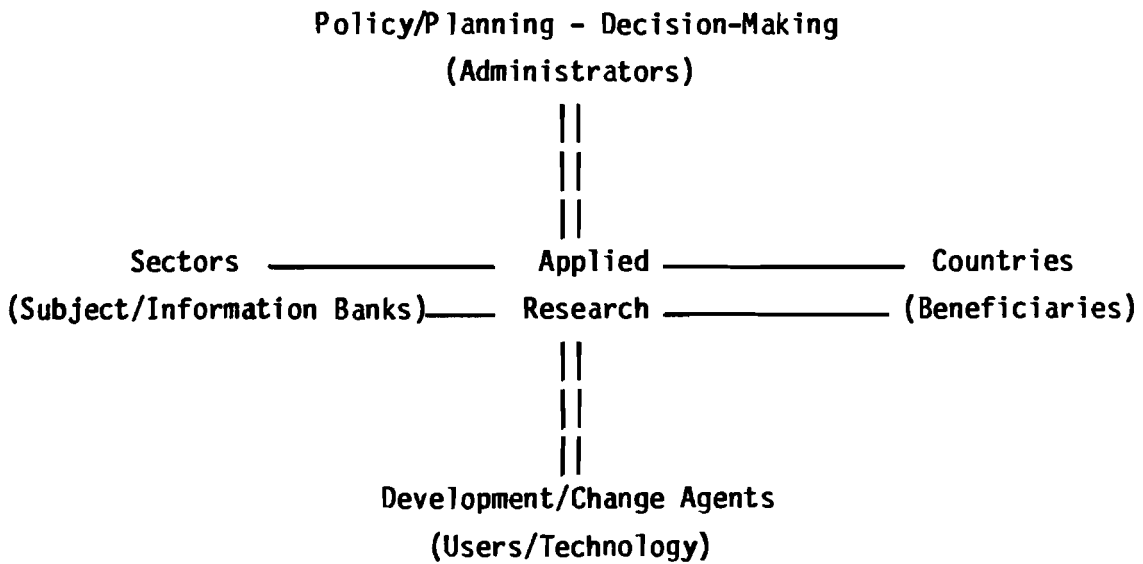 Policy/Planning - Decision-Making
(Administrators)
Sectors Applied Countries
(Subject/Information Banks) Research (Beneficiaries)
Development/Change Agents
(Users/Technology)